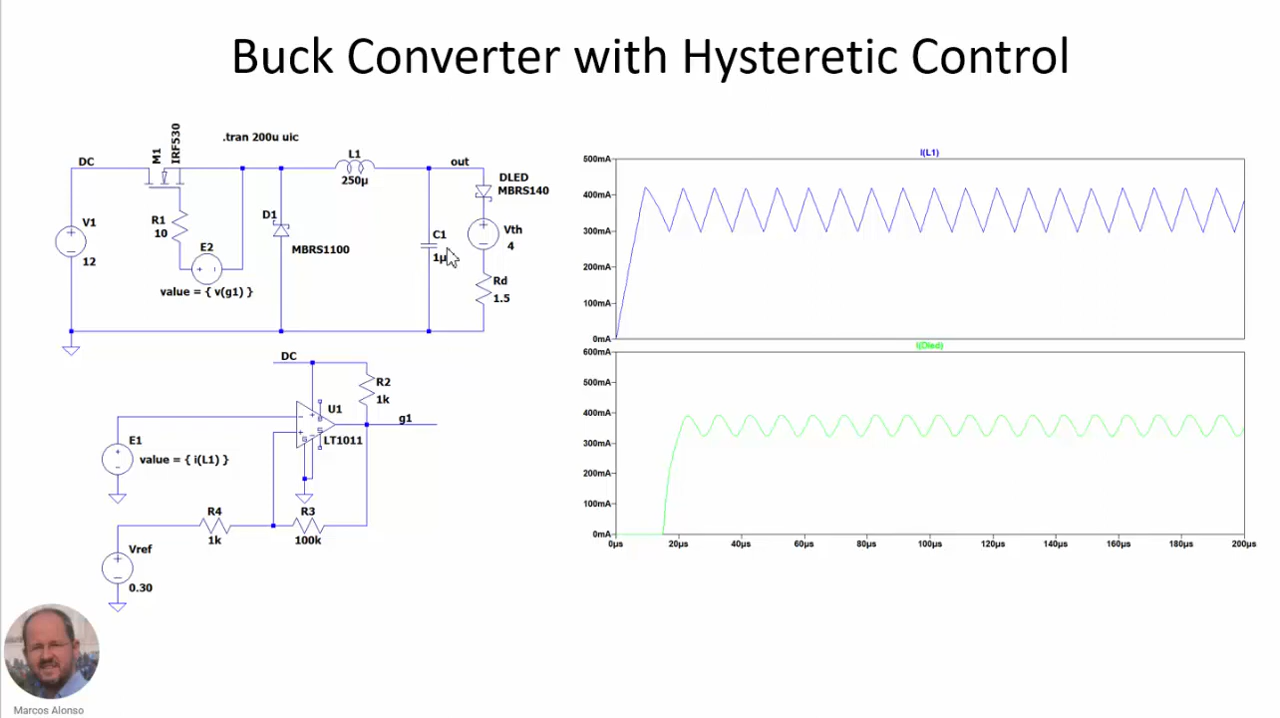 Buck Converter with Hysteretic Control
.tran 200u uic
DC
M1
IRF530
V1
12
R1
10
E2
value = { v(g1) }
D1
MBRS1100
L1
250µ
C1
1µ
out
DLED
MBRS140
Vth
4
Rd
1.5
DC
R2
1k
g1
U1
LT1011
E1
value = { i(L1) }
R4
1k
R3
100k
Vref
0.30
Marcos Alonso
I(L1)
500mA
400mA
300mA
200mA
100mA
0mA
I(Dled)
600mA
500mA
400mA
300mA
200mA
100mA
0mA
0µs 20µs 40µs 60µs 80µs 100µs 120µs 140µs 160µs 180µs 200µs